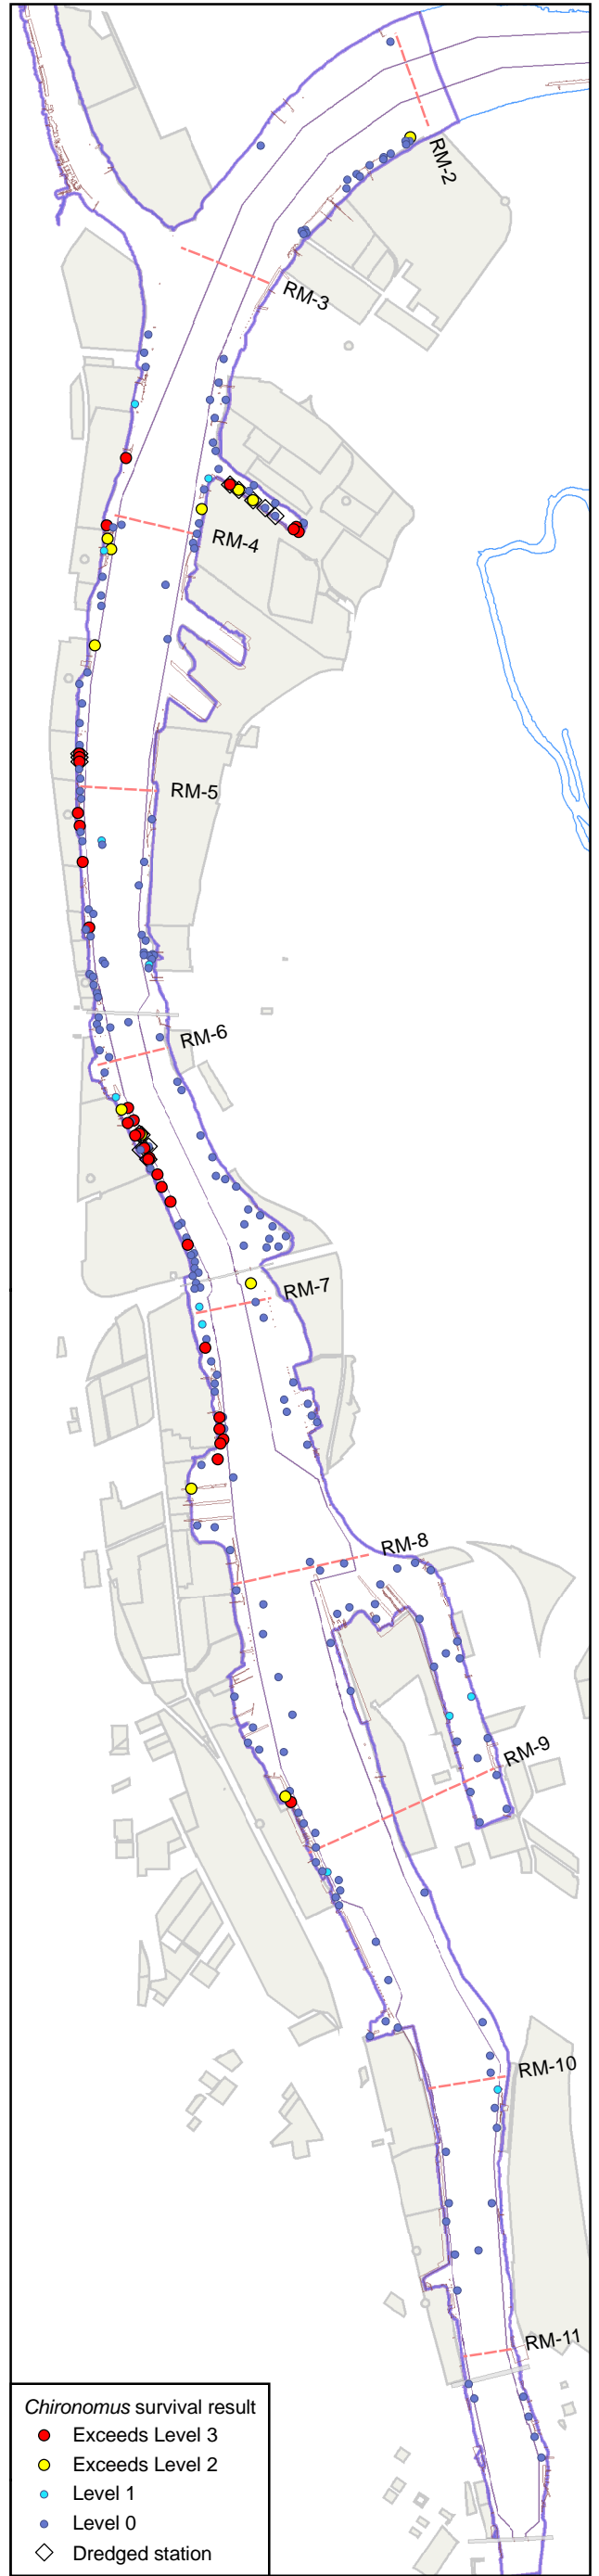 RM-2
RM-3
RM-4
RM-5
RM-6
RM-7
RM-8
RM-9
RM-10
RM-11
Chironomus survival result
Exceeds Level 3
Exceeds Level 2
Level 1
Level 0
Dredged station